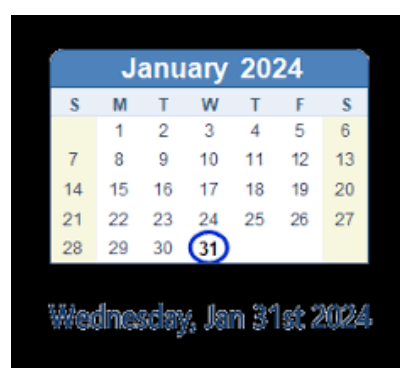 January 2024
S M T W T F S
1 2 3 4 5 6
7 8 9 10 11 12 13
14 15 16 17 18 19 20
21 22 23 24 25 26 27
28 29 30 31
Wednesday, Jan 31st 2024